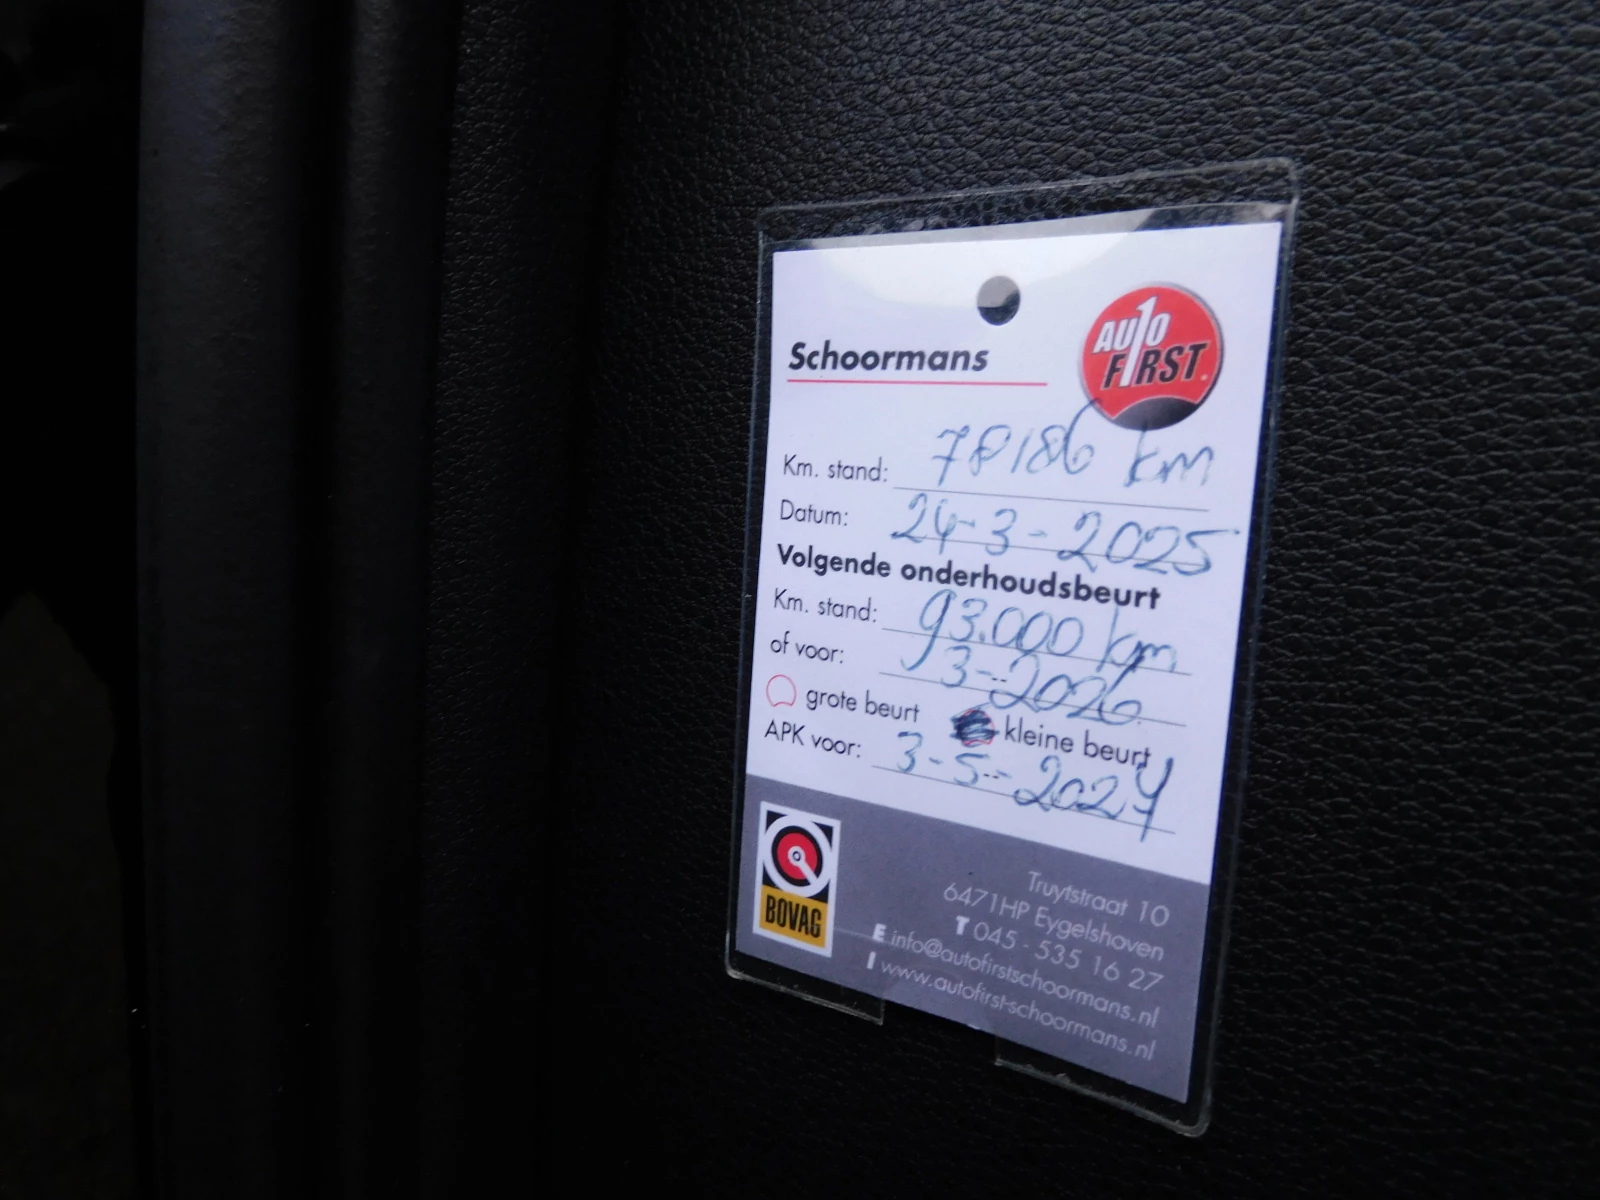 Schoormans
AUTO
F1RST
Km. stand: 78186 km
Datum: 24-3-2025
Volgende onderhoudsbeurt
Km. stand: 93.000 km
of voor: 3-2026
grote beurt kleine beurt
APK voor: 3-5-202
BOVAG
Truytstraat 10
6471HP Eygelshoven
T 045 - 535 16 27
E info@autofirstschoormans.nl
I www.autofirst-schoormans.nl